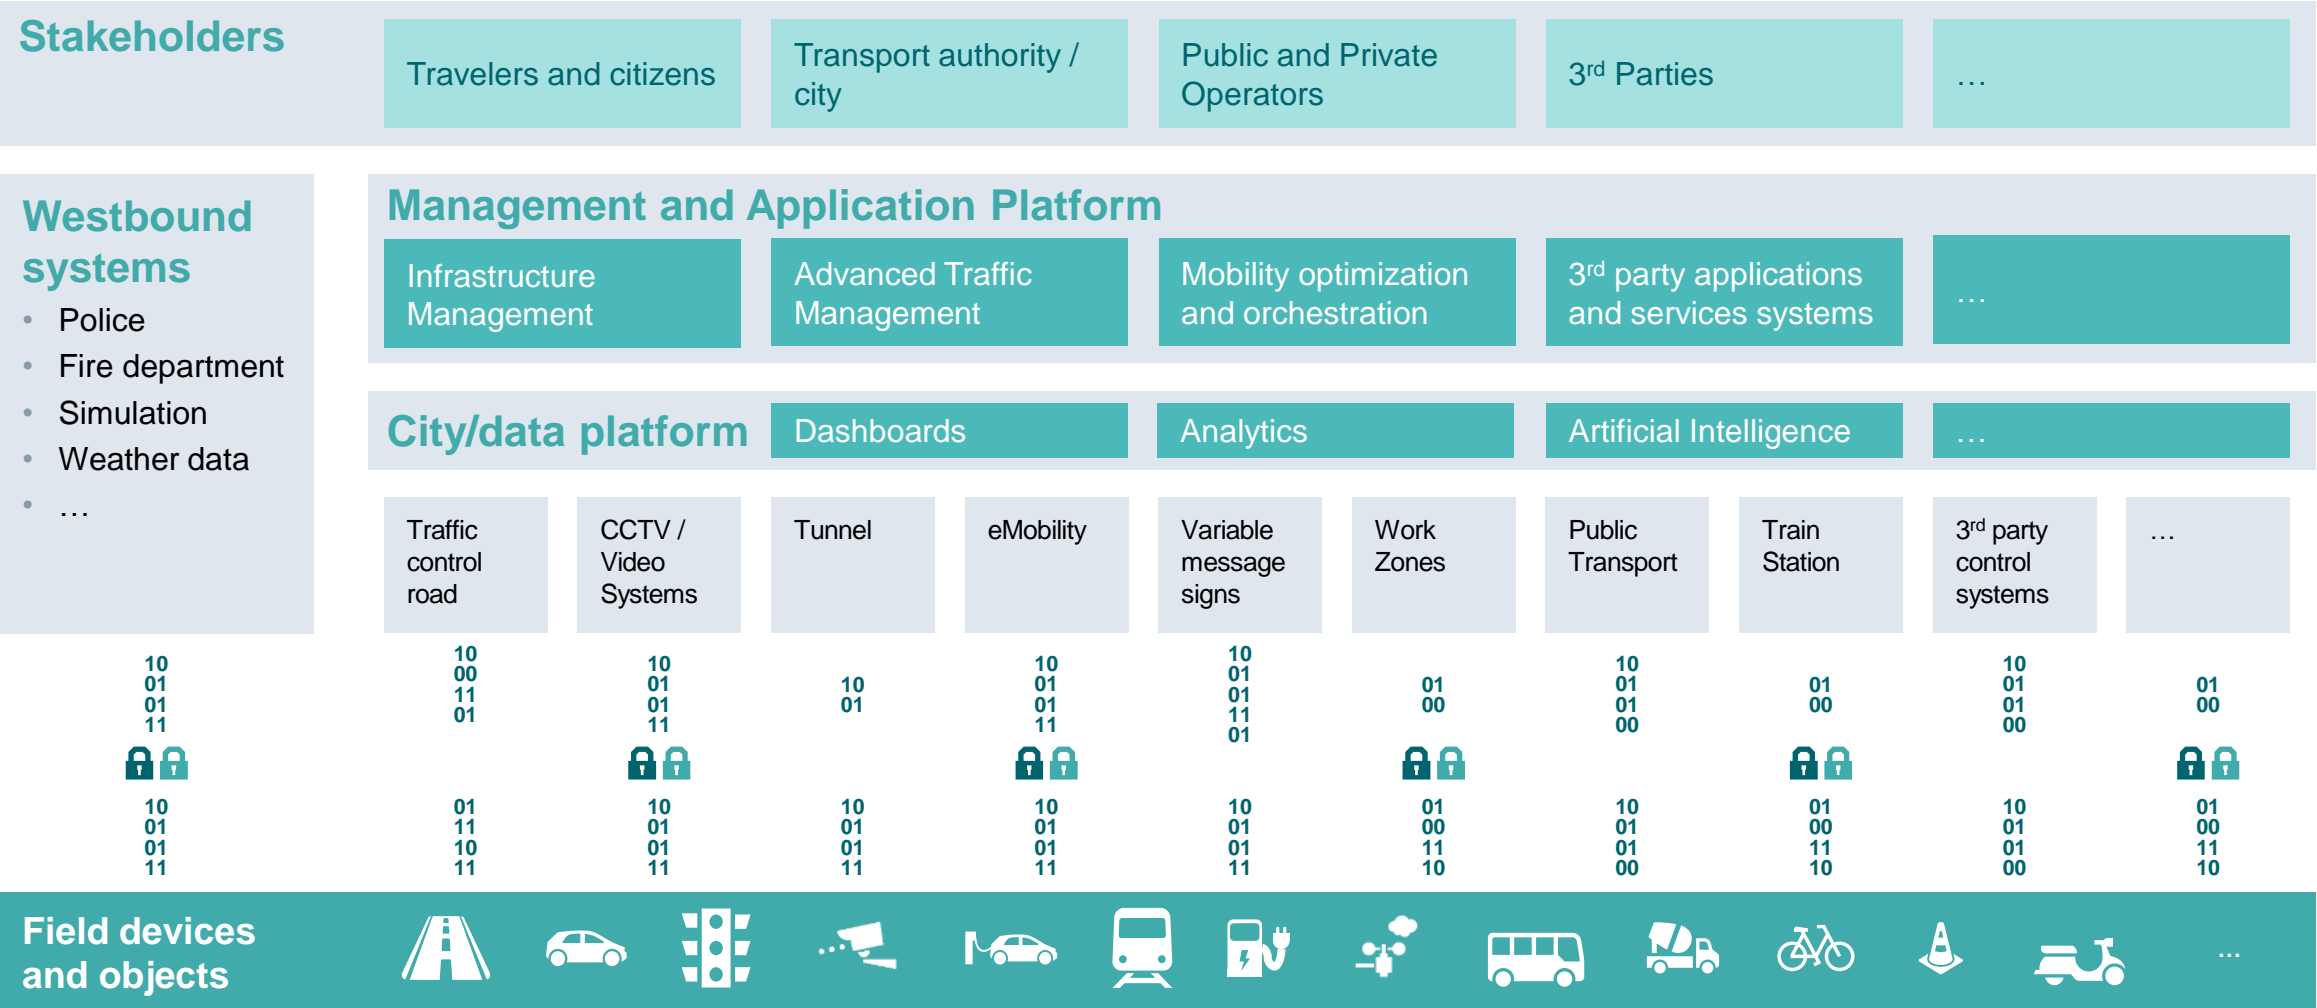 Stakeholders
Travelers and citizens
Transport authority /
city
Public and Private
Operators
3rd Parties
…
Westbound
systems
• Police
• Fire department
• Simulation
• Weather data
• …
Management and Application Platform
Infrastructure
Management
Advanced Traffic
Management
Mobility optimization
and orchestration
3rd party applications
and services systems
…
City/data platform
Dashboards
Analytics
Artificial Intelligence
…
Traffic
control
road
CCTV /
Video
Systems
Tunnel
eMobility
Variable
message
signs
Work
Zones
Public
Transport
Train
Station
3rd party
control
systems
…
10
01
01
11
10
00
11
01
10
01
01
11
10
01
10
01
01
11
10
01
01
11
01
01
00
10
01
01
00
01
00
10
01
01
00
01
00
10
01
01
11
01
11
10
11
10
01
01
11
10
01
01
11
10
01
01
11
10
01
01
11
01
00
11
10
10
01
01
00
01
00
11
10
10
01
01
00
01
00
11
10
Field devices
and objects
...